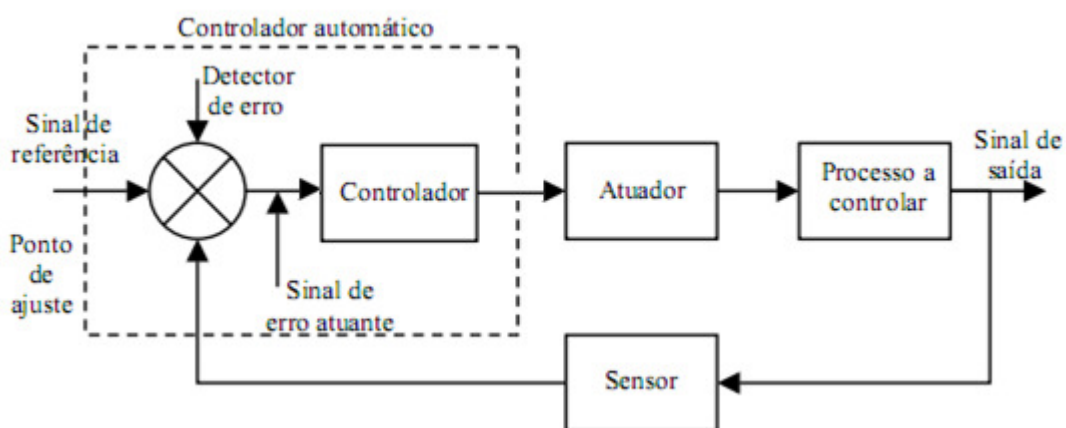 Controlador automático
Detector
de erro
Sinal de
referência
Controlador
Atuador
Processo a
controlar
Sinal de
saída
Ponto
de
ajuste
Sinal de
erro atuante
Sensor